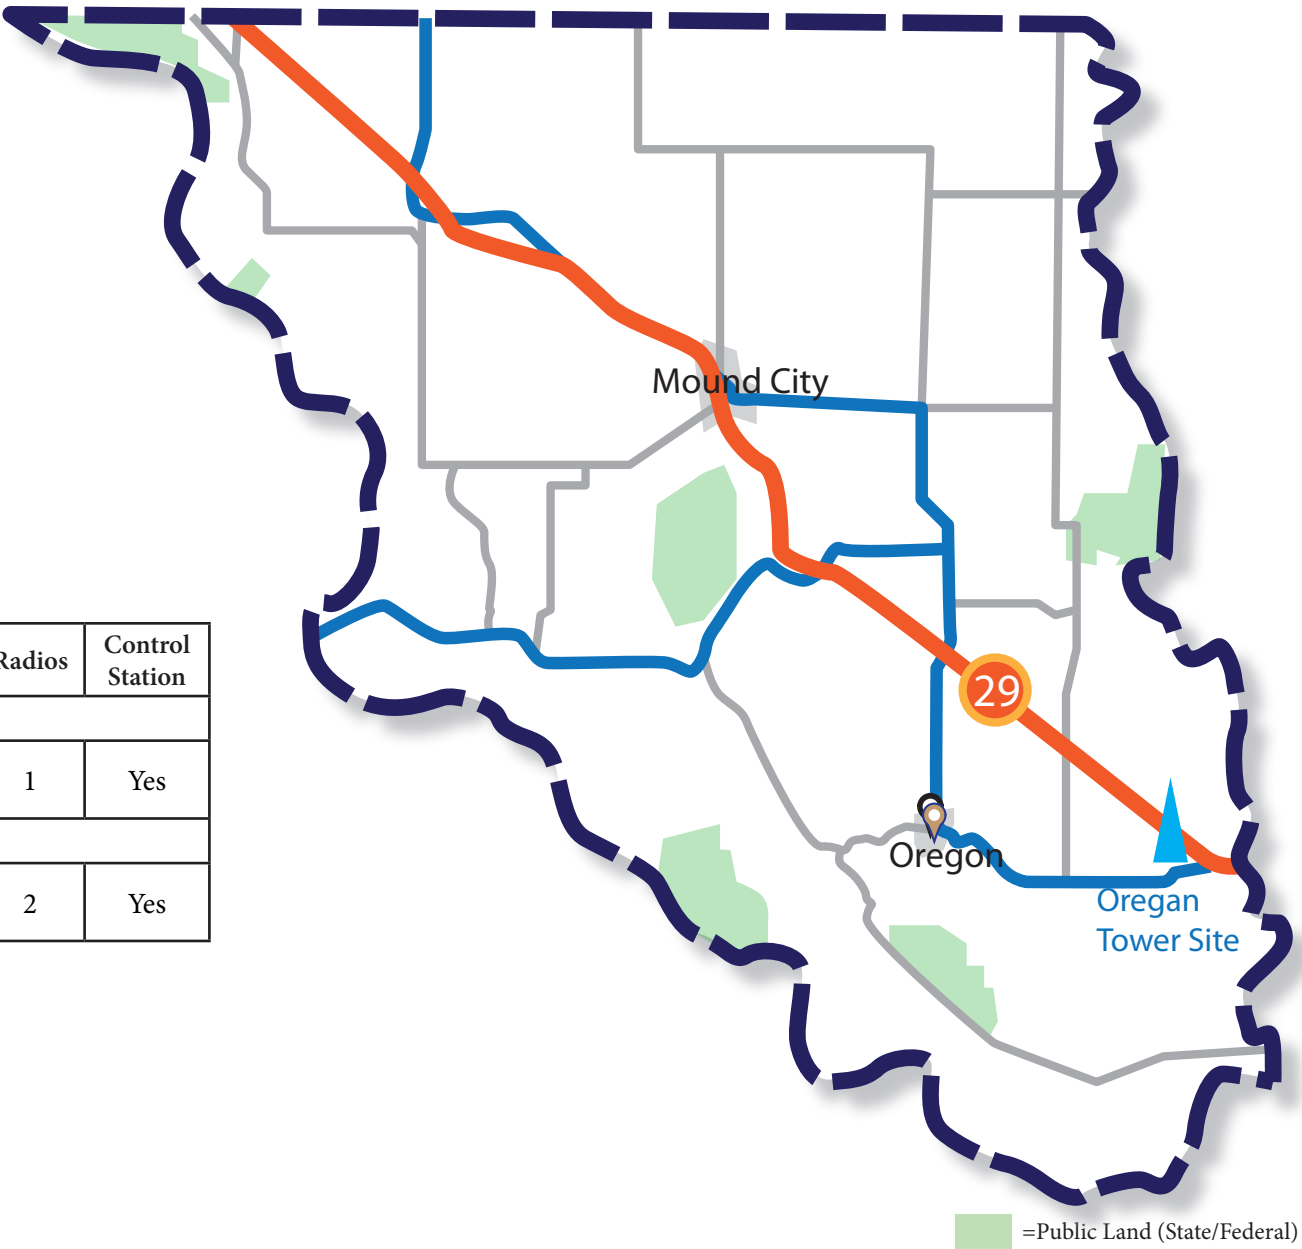 Mound City
Radios
Control
Station
1
Yes
2
Yes
29
Oregon
Oregan
Tower Site
=Public Land (State/Federal)